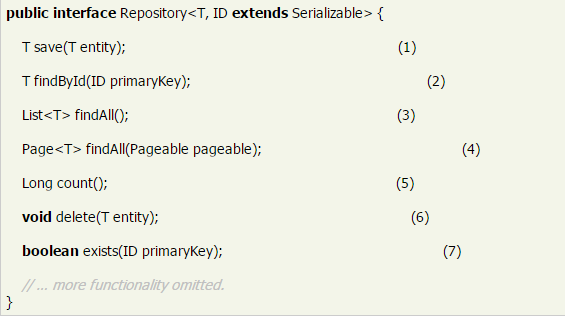 public interface Repository<T, ID extends Serializable> {
T save(T entity); (1)
T findById(ID primaryKey); (2)
List<T> findAll(); (3)
Page<T> findAll(Pageable pageable); (4)
Long count(); (5)
void delete(T entity); (6)
boolean exists(ID primaryKey); (7)
// … more functionality omitted.
}